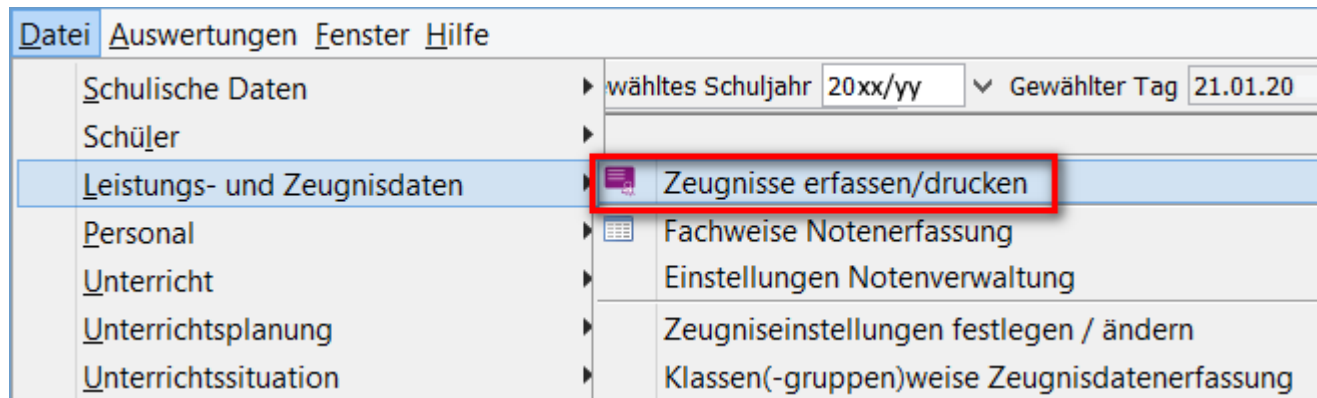 Datei Auswertungen Fenster Hilfe
Schulische Daten
wähltes Schuljahr 20xx/yy Gewählter Tag 21.01.20
Schüler
Leistungs- und Zeugnisdaten
Zeugnisse erfassen/drucken
Personal
Fachweise Notenerfassung
Unterricht
Einstellungen Notenverwaltung
Unterrichtsplanung
Zeugniseinstellungen festlegen / ändern
Unterrichtssituation
Klassen(-gruppen)weise Zeugnisdatenerfassung